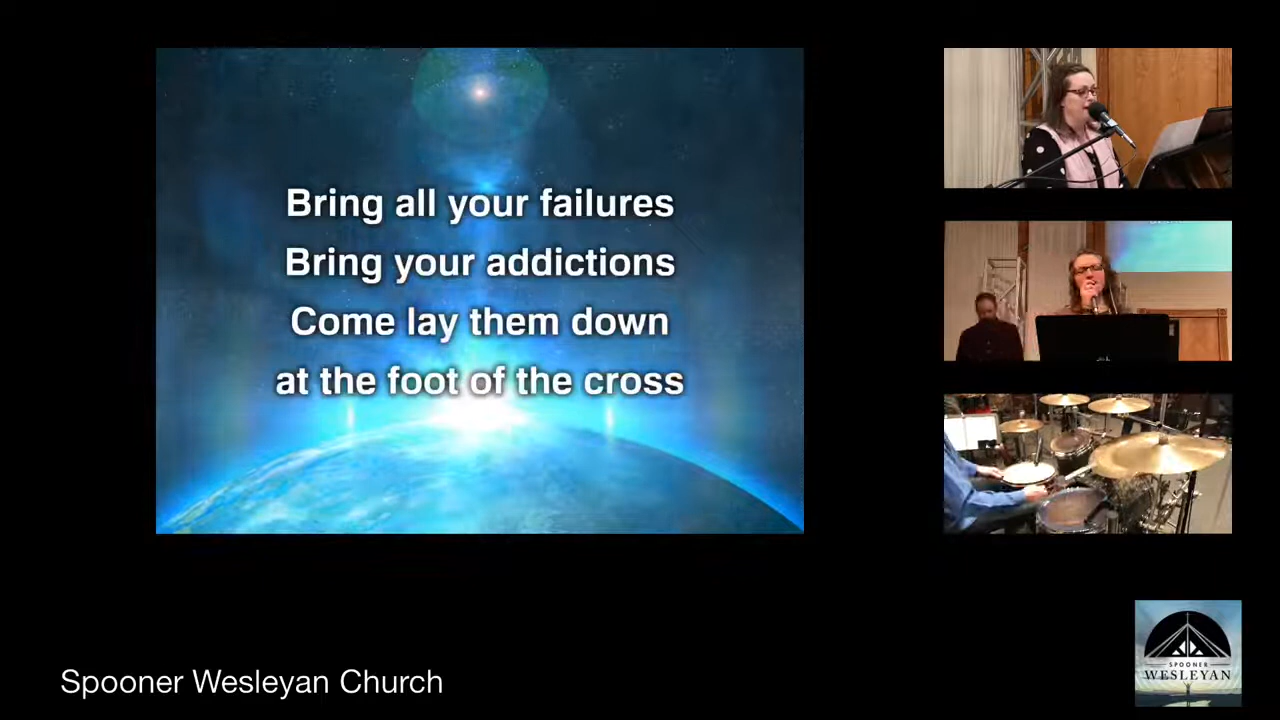 Bring all your failures
Bring your addictions
Come lay them down
at the foot of the cross
Spooner Wesleyan Church
SPOONER
WESLEYAN